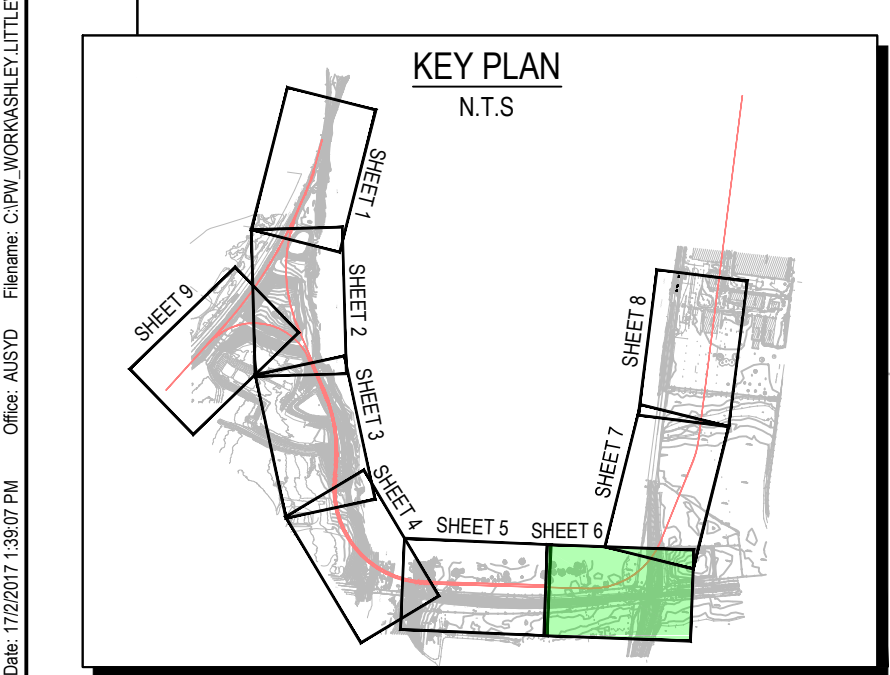 KEY PLAN
N.T.S
SHEET 1
SHEET 2
SHEET 3
SHEET 4
SHEET 5
SHEET 6
SHEET 7
SHEET 8
SHEET 9
Date: 17/2/2017 1:39:07 PM Office: AUSYD Filename: C:\PW_WORK\ASHLEY.LITTLE